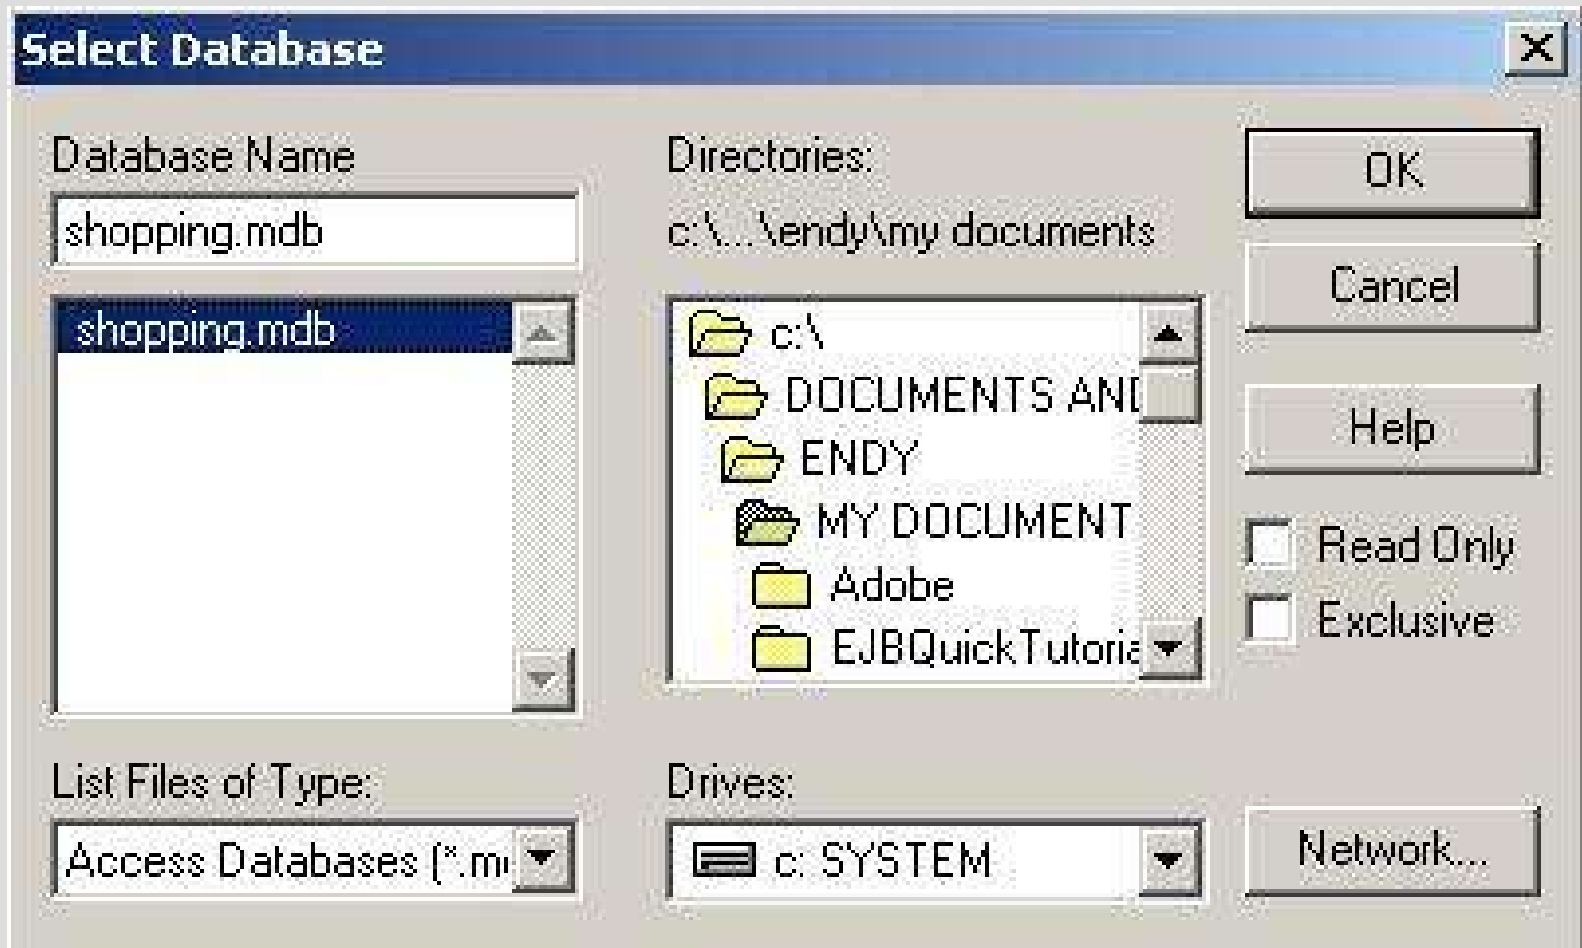 Select Database
Database Name
shopping.mdb
shopping.mdb
List Files of Type:
Access Databases (*.m
Directories:
c:\...\endy\my documents
c:\
DOCUMENTS AND
ENDY
MY DOCUMENT
Adobe
EJBQuickTutoria
Drives:
c: SYSTEM
OK
Cancel
Help
Read Only
Exclusive
Network...